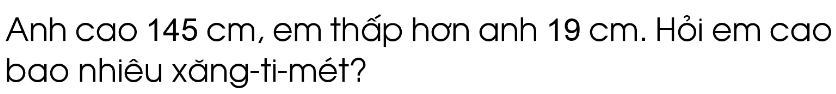 Anh cao 145 cm, em thấp hơn anh 19 cm. Hỏi em cao
bao nhiêu xăng-ti-mét?